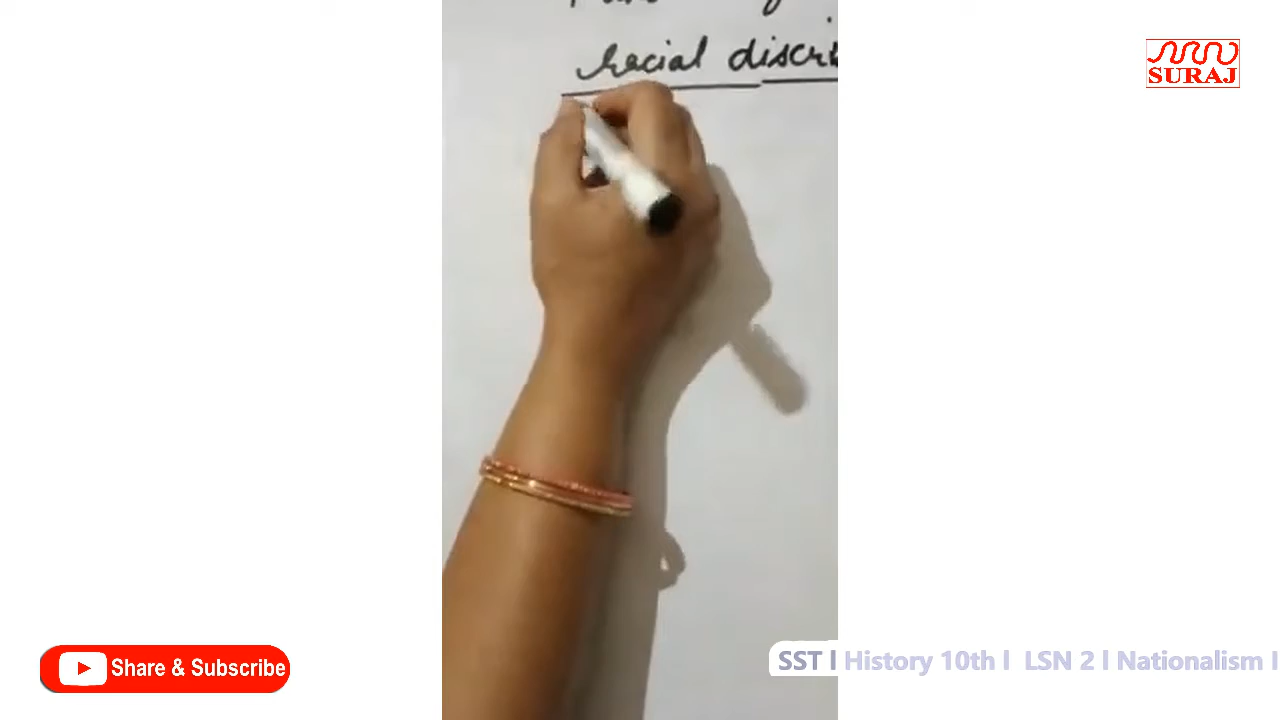 racial discri
SURAJ
Share & Subscribe
SST l History 10th l LSN 2 l Nationalism I